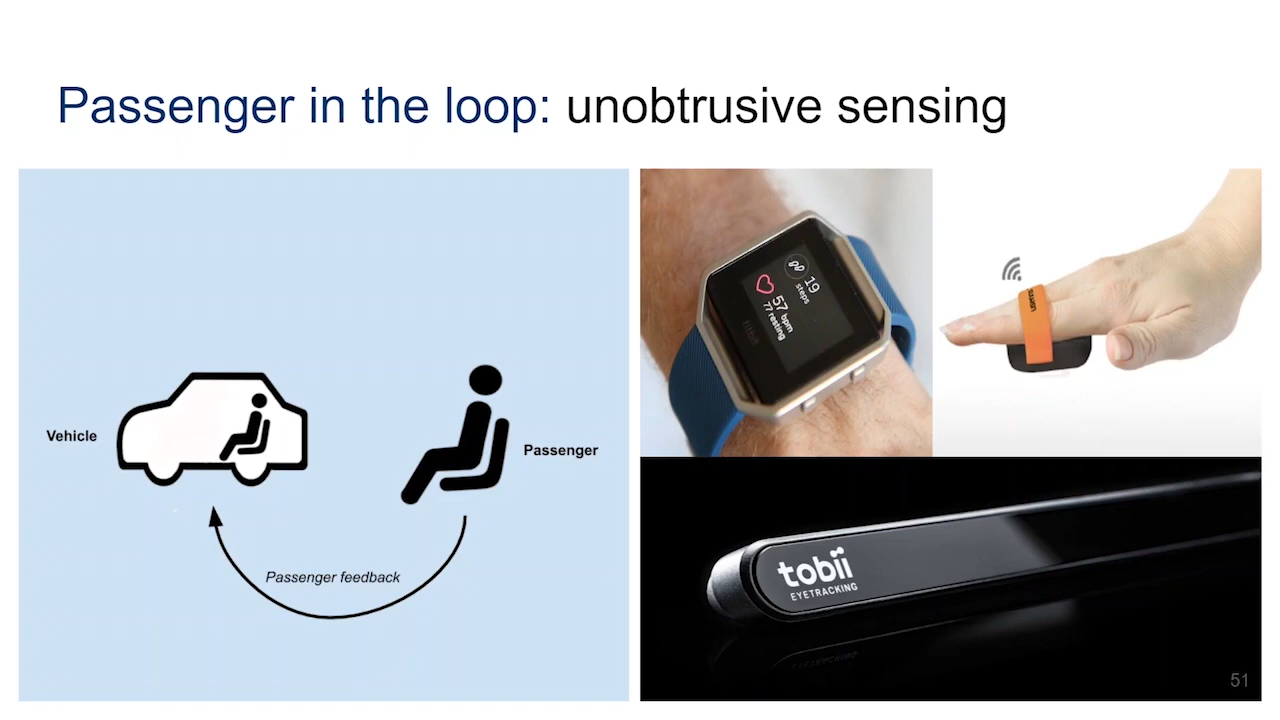 Passenger in the loop: unobtrusive sensing
Vehicle
Passenger
Passenger feedback
19
steps
57 bpm
77 resting
fitbit
tobii
EYETRACKING
51